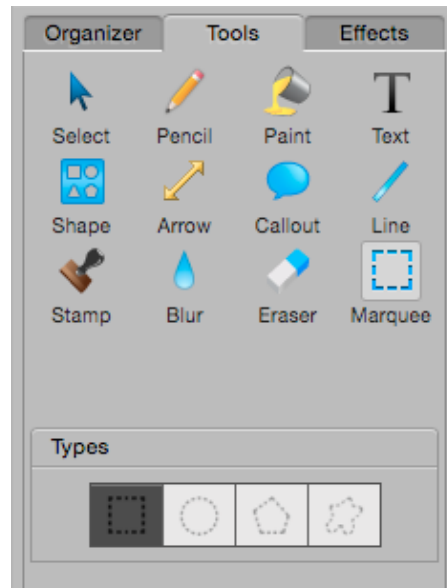 Organizer Tools Effects
Select Pencil Paint Text
Shape Arrow Callout Line
Stamp Blur Eraser Marquee
Types